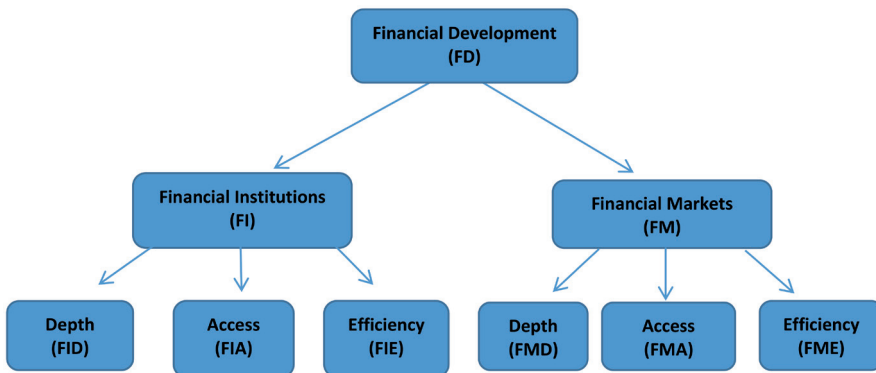 Financial Development
(FD)
Financial Institutions
(FI)
Financial Markets
(FM)
Depth
(FID)
Access
(FIA)
Efficiency
(FIE)
Depth
(FMD)
Access
(FMA)
Efficiency
(FME)